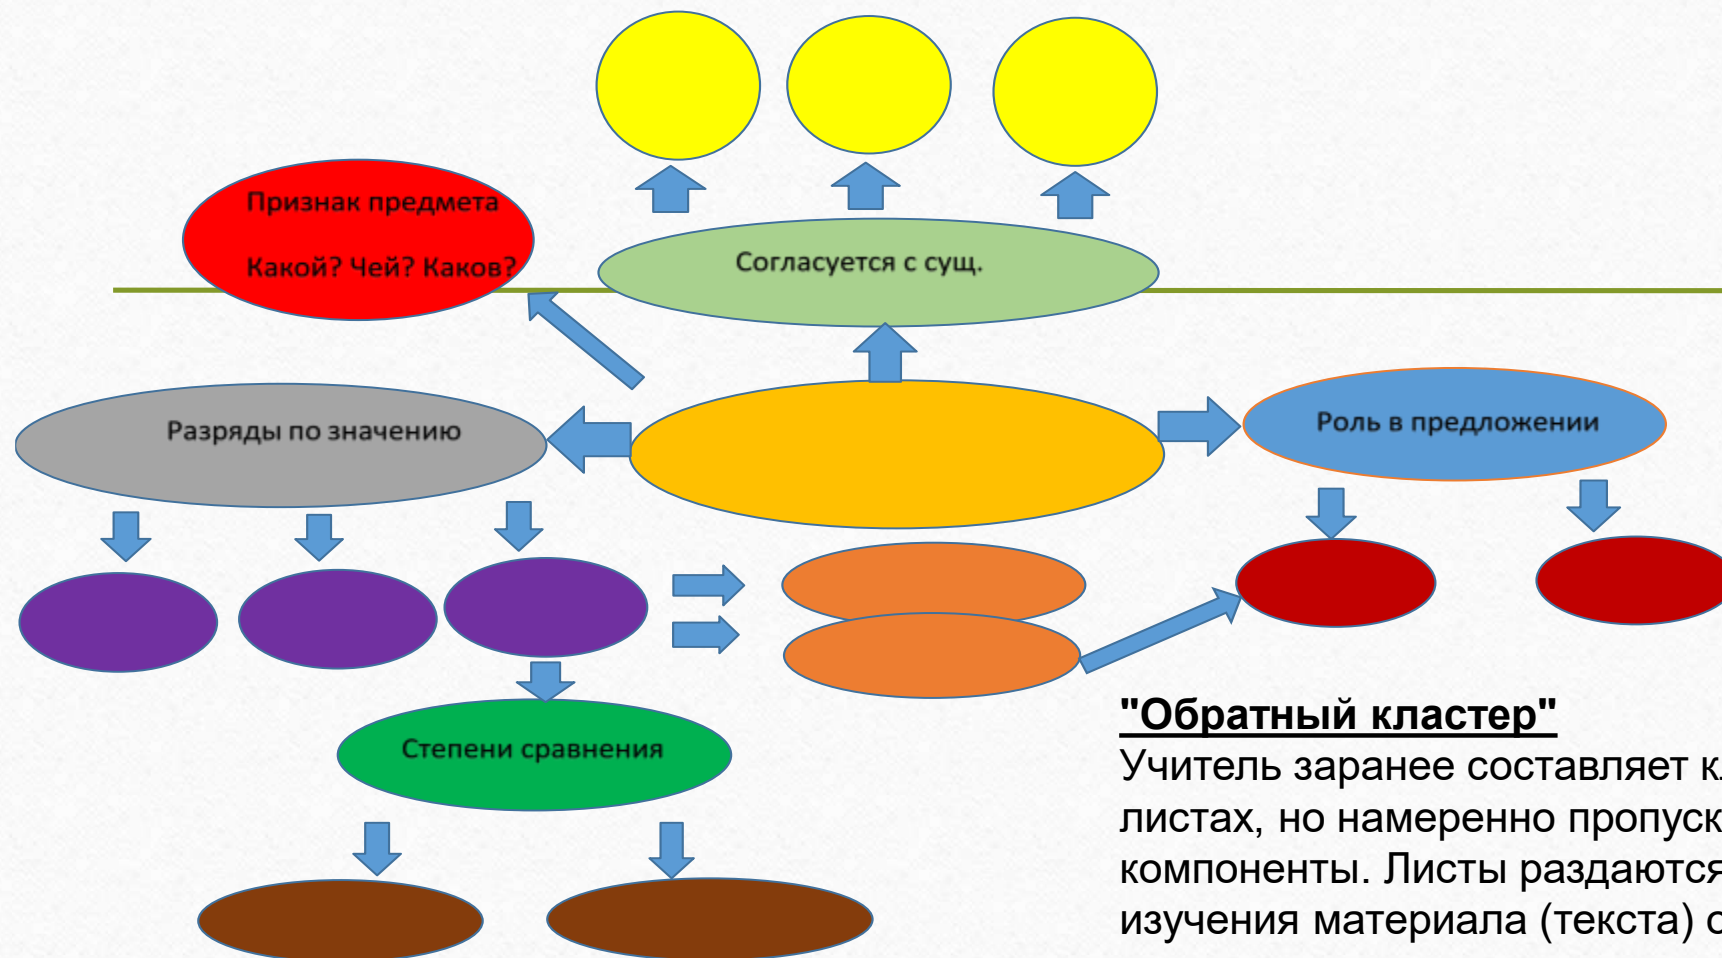 Признак предмета
Какой? Чей? Каков?
Согласуется с сущ.
Разряды по значению
Роль в предложении
Степени сравнения
"Обратный кластер"
Учитель заранее составляет
листах, но намеренно
компоненты. Листы раздаются
изучения материала (текста)